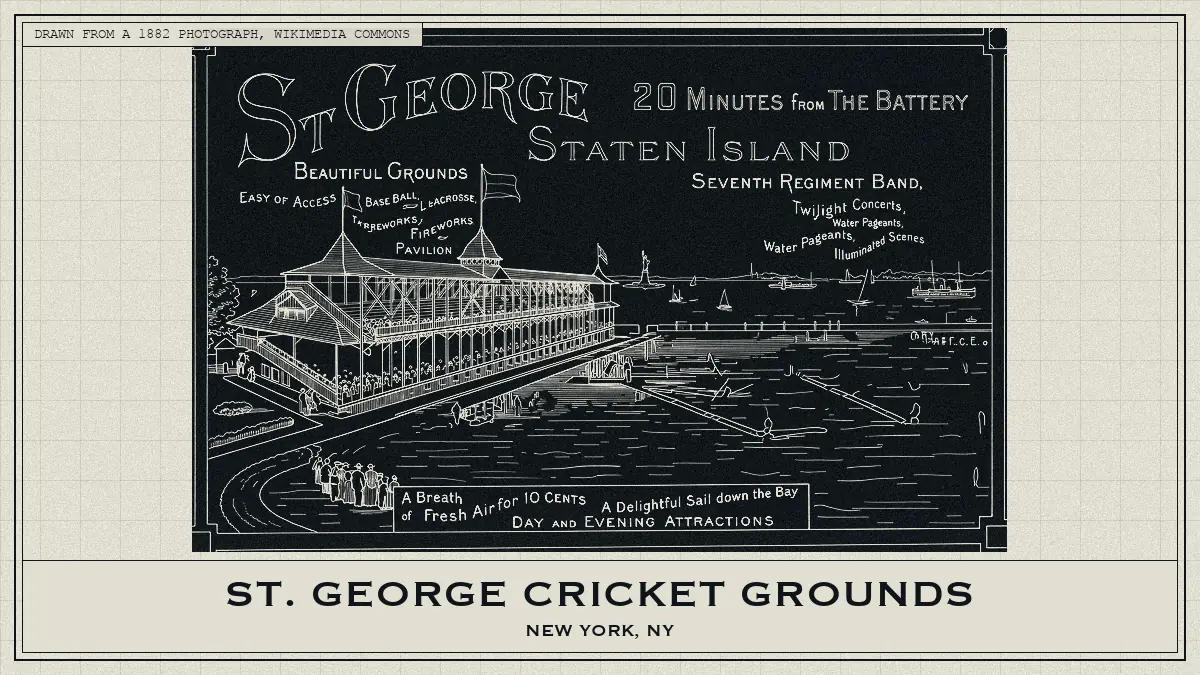 DRAWN FROM A 1882 PHOTOGRAPH, WIKIMEDIA COMMONS
ST GEORGE
20 MINUTES FROM THE BATTERY
STATEN ISLAND
BEAUTIFUL GROUNDS
SEVENTH REGIMENT BAND,
EASY OF ACCESS
BASE BALL,
Twilight Concerts,
FIREWORKS
Water Pageants,
Water Pageants,
Illuminated Scenes
PAVILION
A Breath
of Fresh Air for 10 CENTS
A Delightful Sail down the Bay
DAY AND EVENING ATTRACTIONS
ST. GEORGE CRICKET GROUNDS
NEW YORK, NY